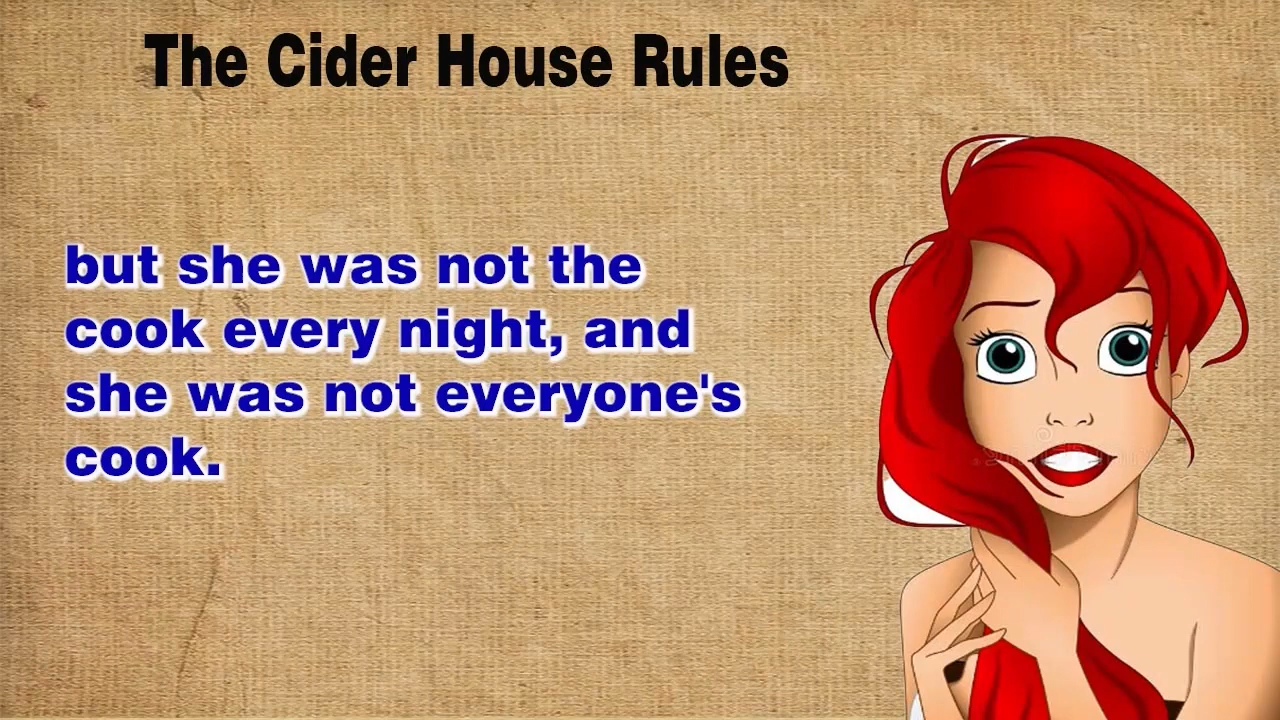 The Cider House Rules
but she was not the
cook every night, and
she was not everyone's
cook.